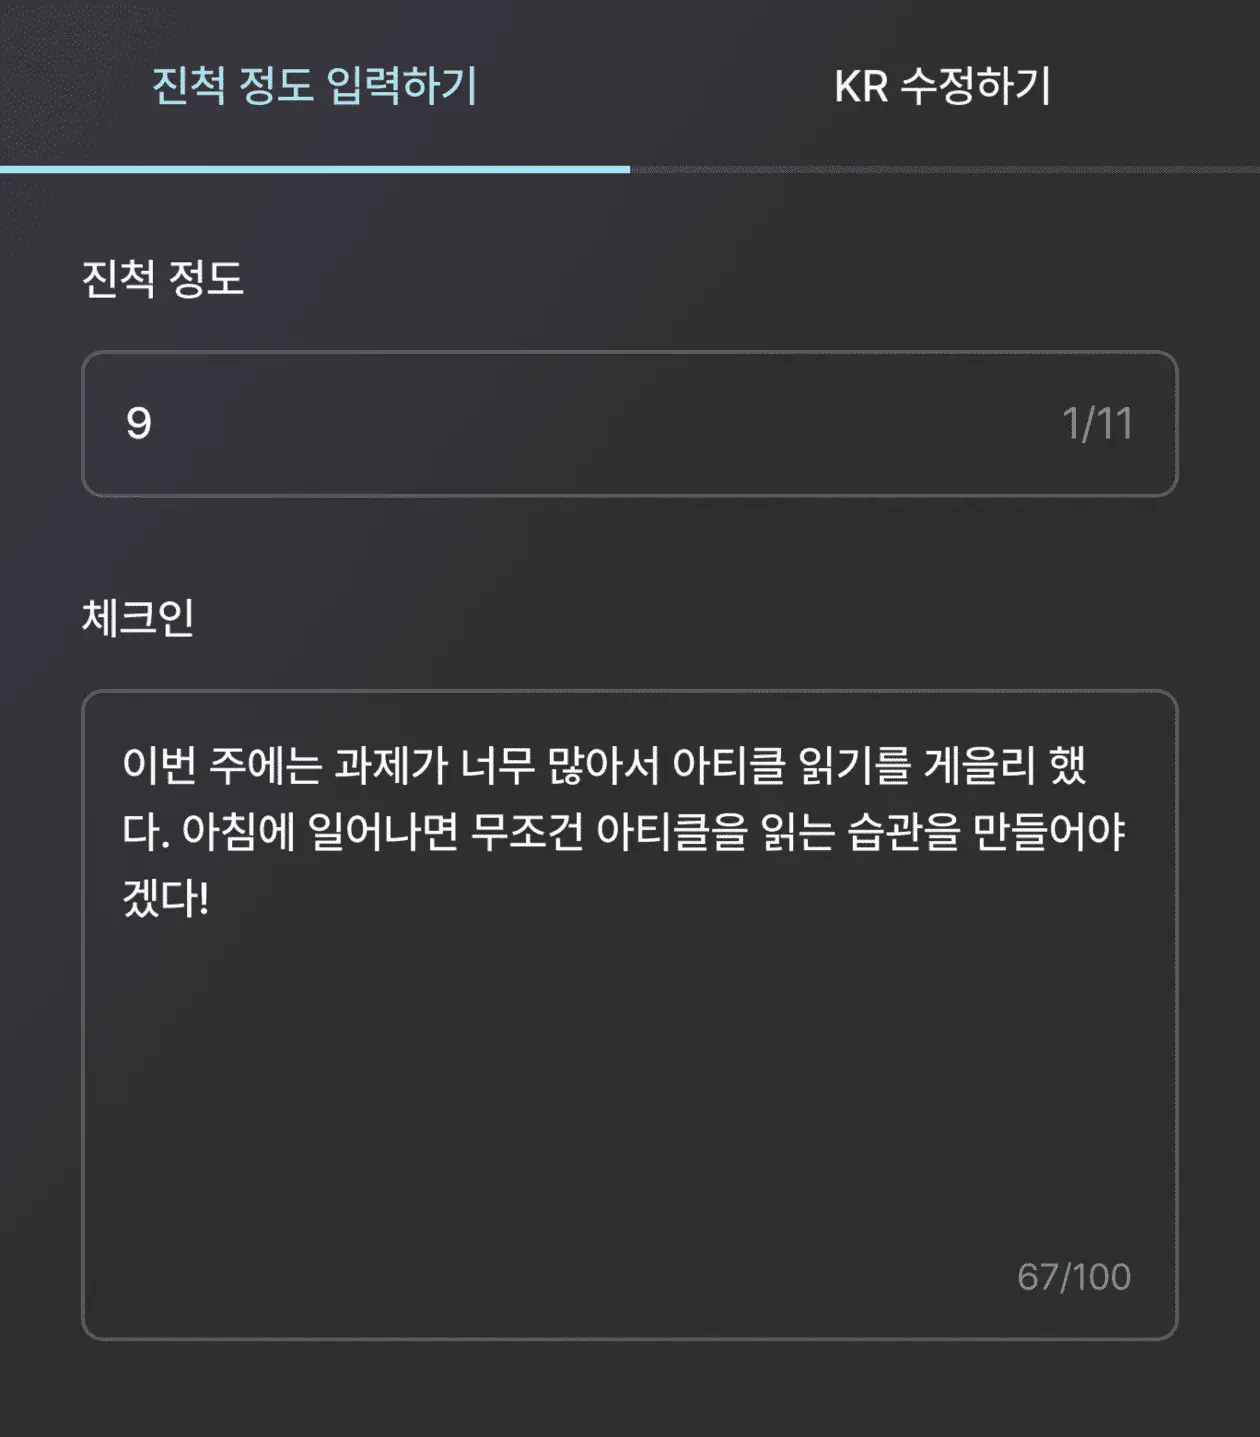 진척 정도 입력하기
KR 수정하기
진척 정도
9
1/11
체크인
이번 주에는 과제가 너무 많아서 아티클 읽기를 게을리 했
다. 아침에 일어나면 무조건 아티클을 읽는 습관을 만들어야
겠다!
67/100